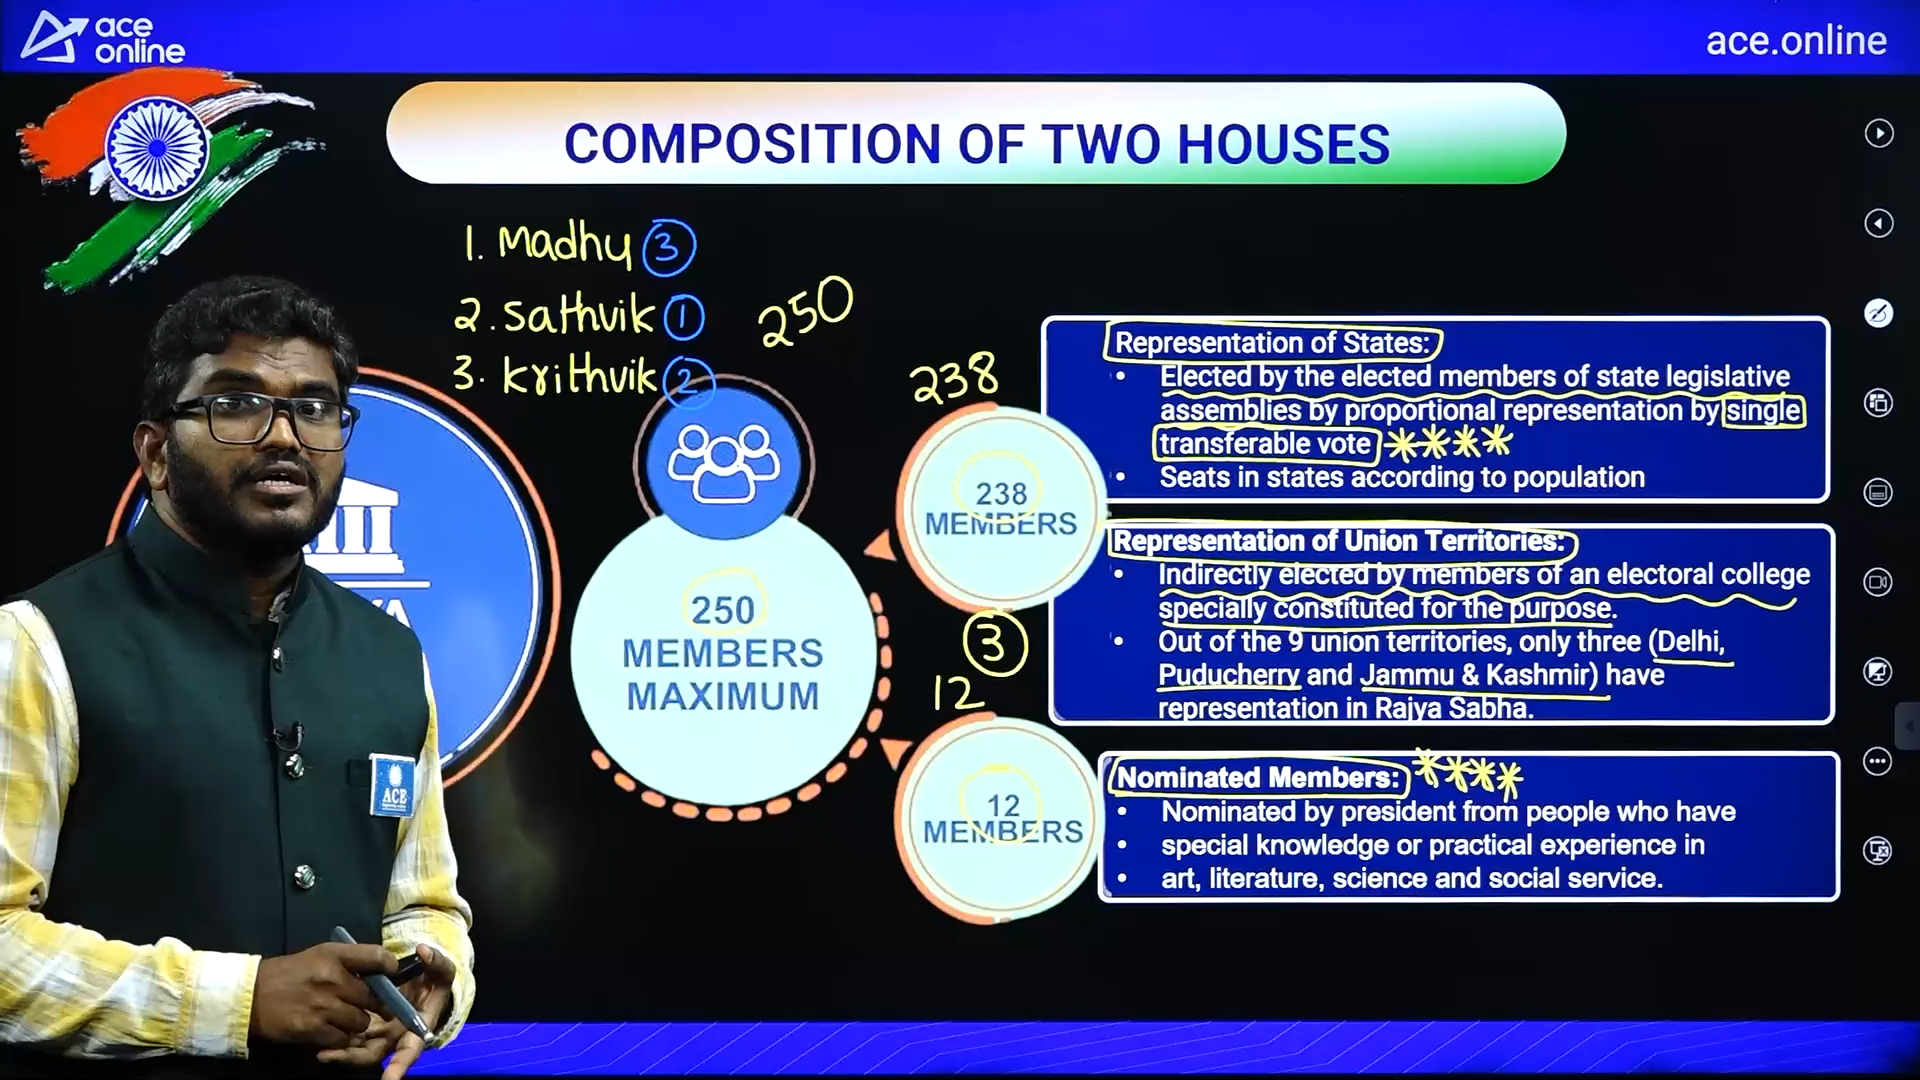 ace
online
ace.online
COMPOSITION OF TWO HOUSES
1. Madhu 3
2. Sathvik 1
3. Krithvik 2
250
238
250
MEMBERS
MAXIMUM
238
MEMBERS
3
12
12
MEMBERS
Representation of States:
• Elected by the elected members of state legislative
assemblies by proportional representation by single
transferable vote ****
• Seats in states according to population
Representation of Union Territories:
• Indirectly elected by members of an electoral college
specially constituted for the purpose.
• Out of the 9 union territories, only three (Delhi,
Puducherry and Jammu & Kashmir) have
representation in Rajya Sabha.
Nominated Members: ****
• Nominated by president from people who have
• special knowledge or practical experience in
• art, literature, science and social service.
ACE